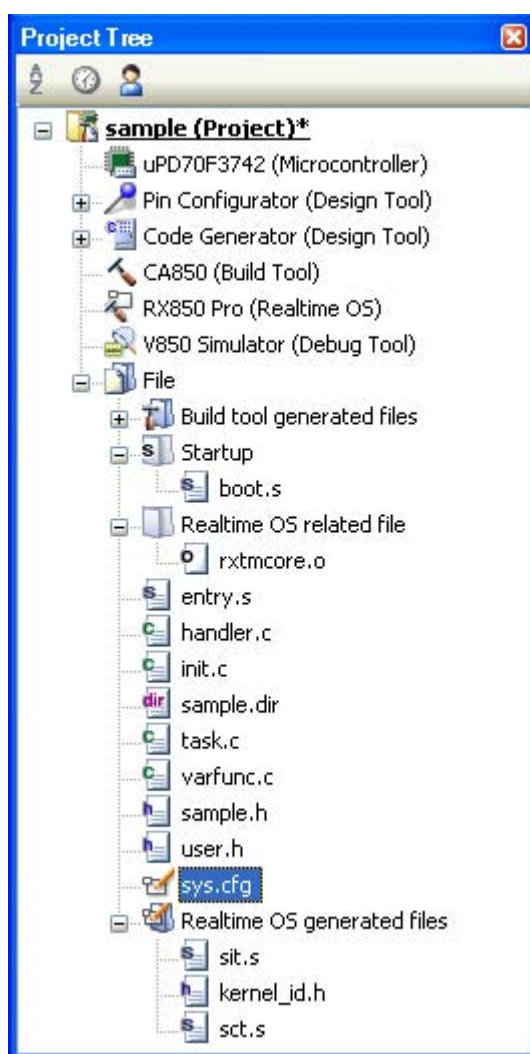 Project Tree
sample (Project)*
uPD70F3742 (Microcontroller)
Pin Configurator (Design Tool)
Code Generator (Design Tool)
CA850 (Build Tool)
RX850 Pro (Realtime OS)
V850 Simulator (Debug Tool)
File
Build tool generated files
Startup
boot.s
Realtime OS related file
rxtmcore.o
entry.s
handler.c
init.c
sample.dir
task.c
varfunc.c
sample.h
user.h
sys.cfg
Realtime OS generated files
sit.s
kernel_id.h
sct.s